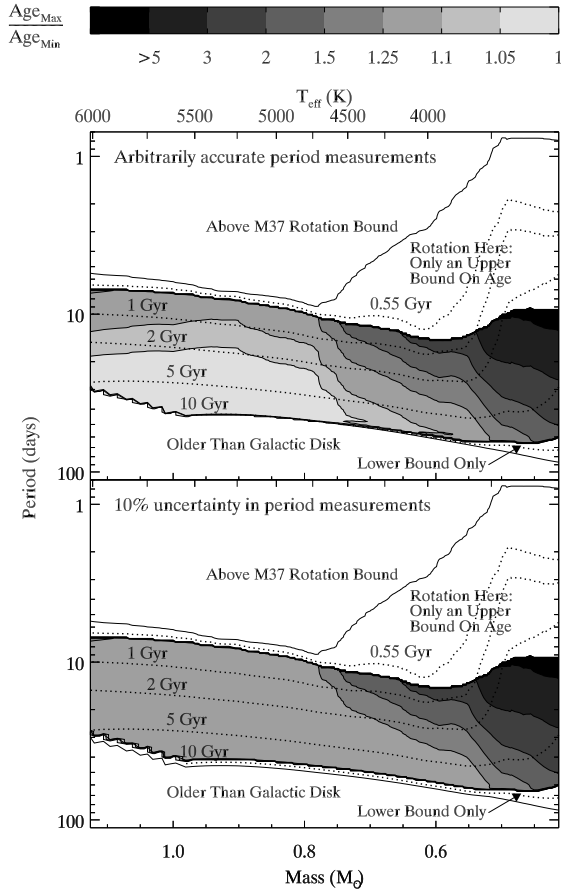 Age_Max
Age_Min
>5 3 2 1.5 1.25 1.1 1.05 1
T_eff (K)
6000 5500 5000 4500 4000
Arbitrarily accurate period measurements
1
Above M37 Rotation Bound
Rotation Here:
Only an Upper
Bound On Age
0.55 Gyr
1 Gyr
10
2 Gyr
5 Gyr
10 Gyr
Older Than Galactic Disk
Lower Bound Only
100
Period (days)
10% uncertainty in period measurements
1
Above M37 Rotation Bound
Rotation Here:
Only an Upper
Bound On Age
0.55 Gyr
1 Gyr
10
2 Gyr
5 Gyr
10 Gyr
Older Than Galactic Disk
Lower Bound Only
100
1.0 0.8 0.6
Mass (M☉)